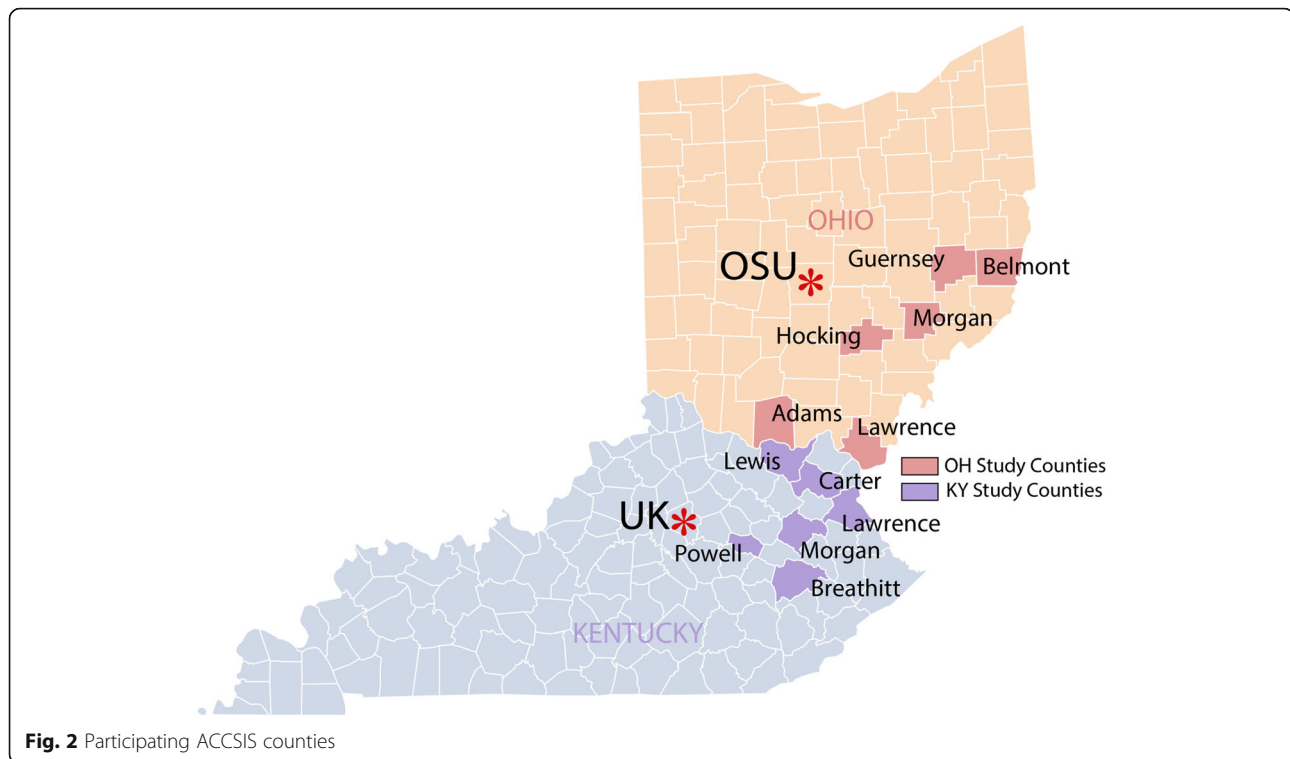 OHIO
OSU*
Guernsey
Belmont
Morgan
Hocking
Adams
Lawrence
Lewis
OH Study Counties
Carter
KY Study Counties
UK*
Lawrence
Powell
Morgan
Breathitt
KENTUCKY
Fig. 2 Participating ACCSIS counties